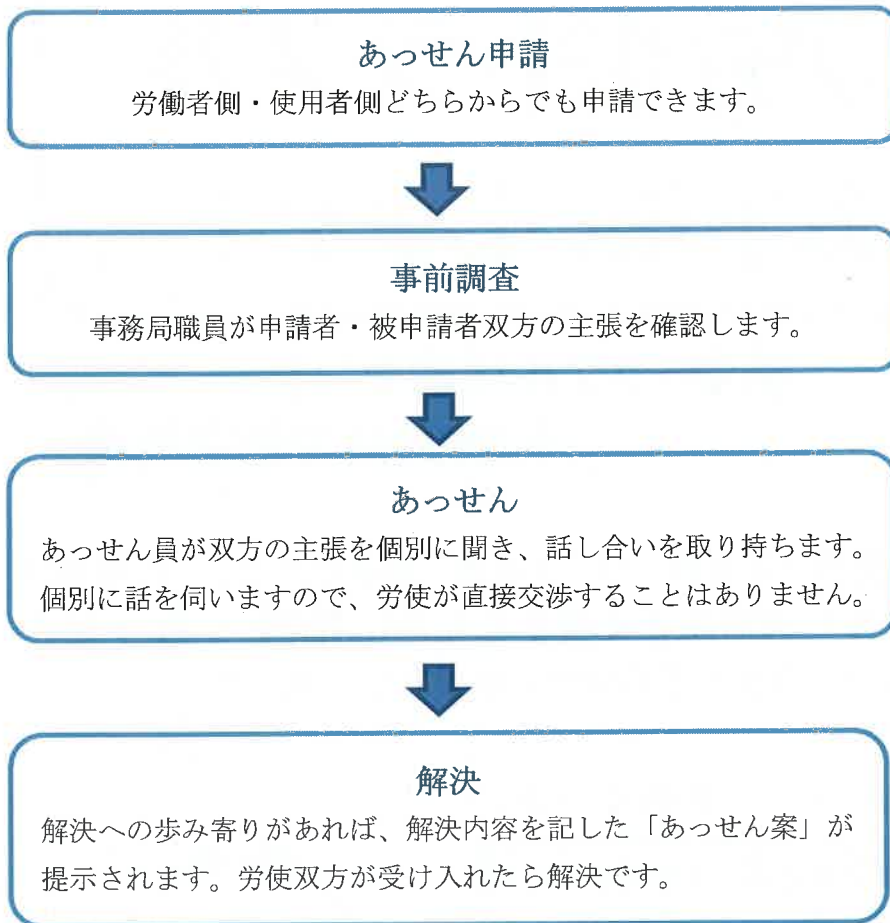 あっせん申請
労働者側・使用者側どちらからでも申請できます。
事前調査
事務局職員が申請者・被申請者双方の主張を確認します。
あっせん
あっせん員が双方の主張を個別に聞き、話し合いを取り持ちます。
個別に話を伺いますので、労使が直接交渉することはありません。
解決
解決への歩み寄りがあれば、解決内容を記した「あっせん案」が
提示されます。労使双方が受け入れたら解決です。